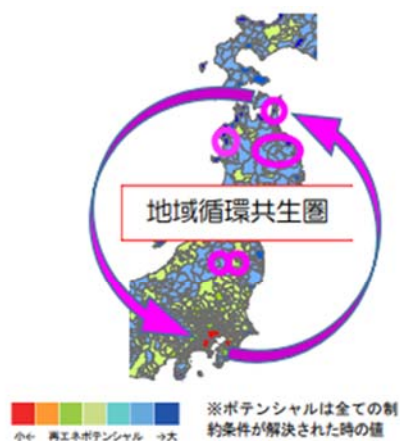 地域循環共生圏
小← 再エネポテンシャル →大
※ポテンシャルは全ての制
約条件が解決された時の値